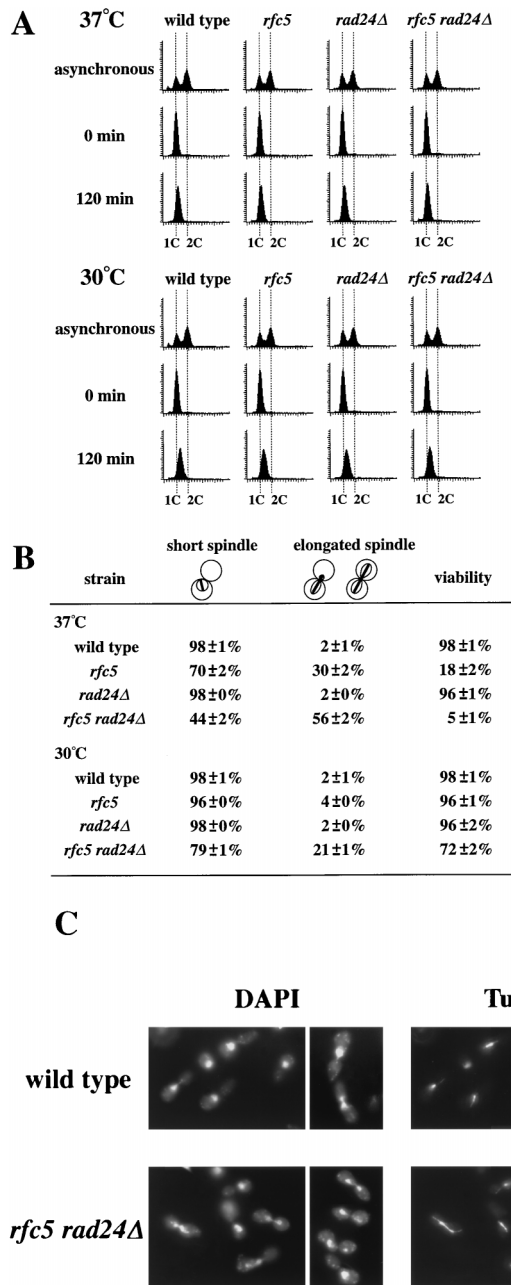 A
37°C
wild type rfc5 rad24Δ rfc5 rad24Δ
asynchronous
0 min
120 min
1C 2C 1C 2C 1C 2C 1C 2C
30°C
wild type rfc5 rad24Δ rfc5 rad24Δ
asynchronous
0 min
120 min
1C 2C 1C 2C 1C 2C 1C 2C
B
strain short spindle elongated spindle viability
37°C
wild type 98±1% 2±1% 98±1%
rfc5 70±2% 30±2% 18±2%
rad24Δ 98±0% 2±0% 96±1%
rfc5 rad24Δ 44±2% 56±2% 5±1%
30°C
wild type 98±1% 2±1% 98±1%
rfc5 96±0% 4±0% 96±1%
rad24Δ 98±0% 2±0% 96±2%
rfc5 rad24Δ 79±1% 21±1% 72±2%
C
DAPI Tu
wild type
rfc5 rad24Δ